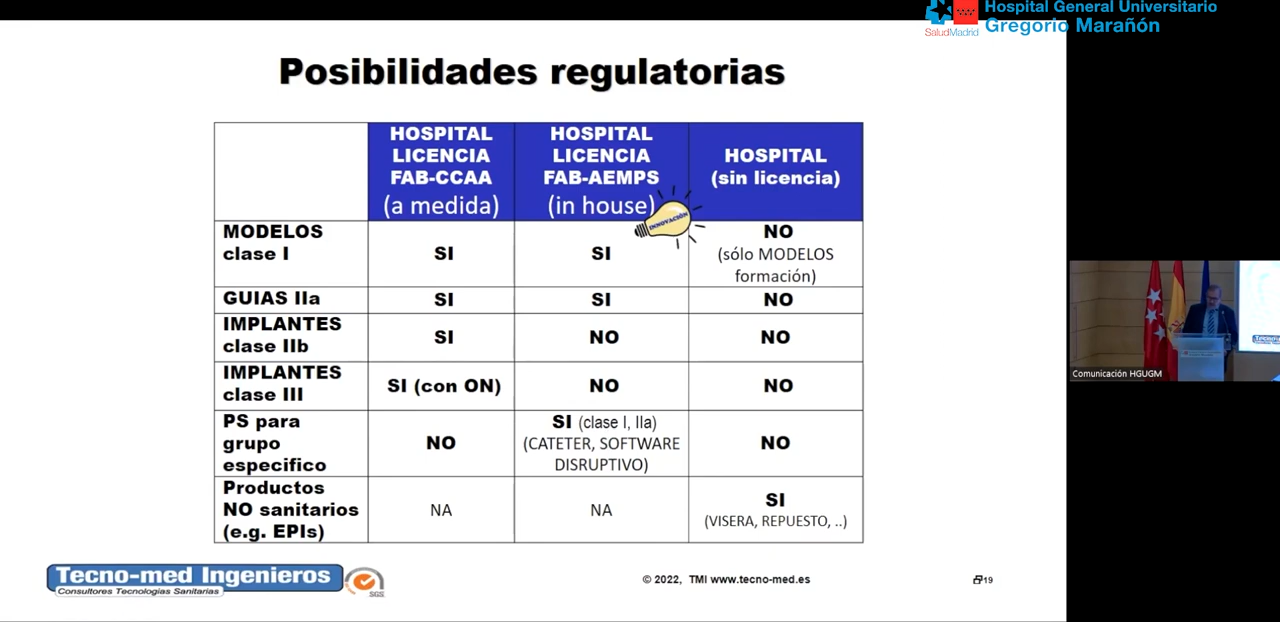 Hospital General Universitario
Gregorio Marañón
SaludMadrid
Posibilidades regulatorias
HOSPITAL
LICENCIA
FAB-CCAA
(a medida)
HOSPITAL
LICENCIA
FAB-AEMPS
(in house)
INNOVACIÓN
HOSPITAL
(sin licencia)
MODELOS
clase I
SI
SI
NO
(sólo MODELOS
formación)
GUIAS IIa
SI
SI
NO
IMPLANTES
clase IIb
SI
NO
NO
IMPLANTES
clase III
SI (con ON)
NO
NO
PS para
grupo
especifico
NO
SI (clase I, IIa)
(CATETER, SOFTWARE
DISRUPTIVO)
NO
Productos
NO sanitarios
(e.g. EPIs)
NA
NA
SI
(VISERA, REPUESTO, ..)
Comunicación HGUGM
Tecno-med Ingenieros
Consultores Tecnologías Sanitarias
SGS
© 2022, TMI www.tecno-med.es
19